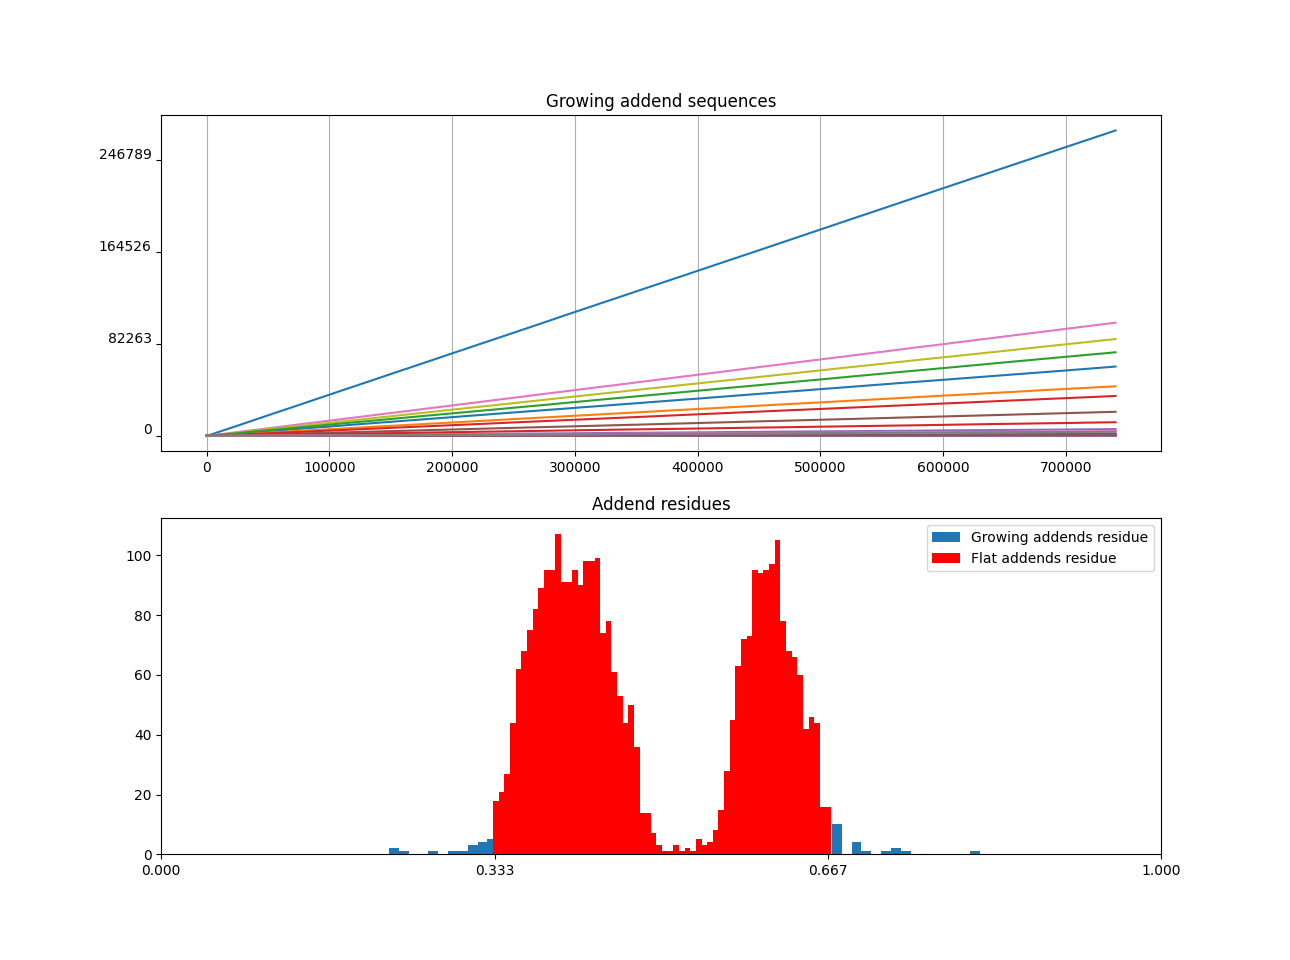 Growing addend sequences
246789
164526
82263
0
0 100000 200000 300000 400000 500000 600000 700000
Addend residues
Growing addends residue
Flat addends residue
100
80
60
40
20
0
0.000 0.333 0.667 1.000